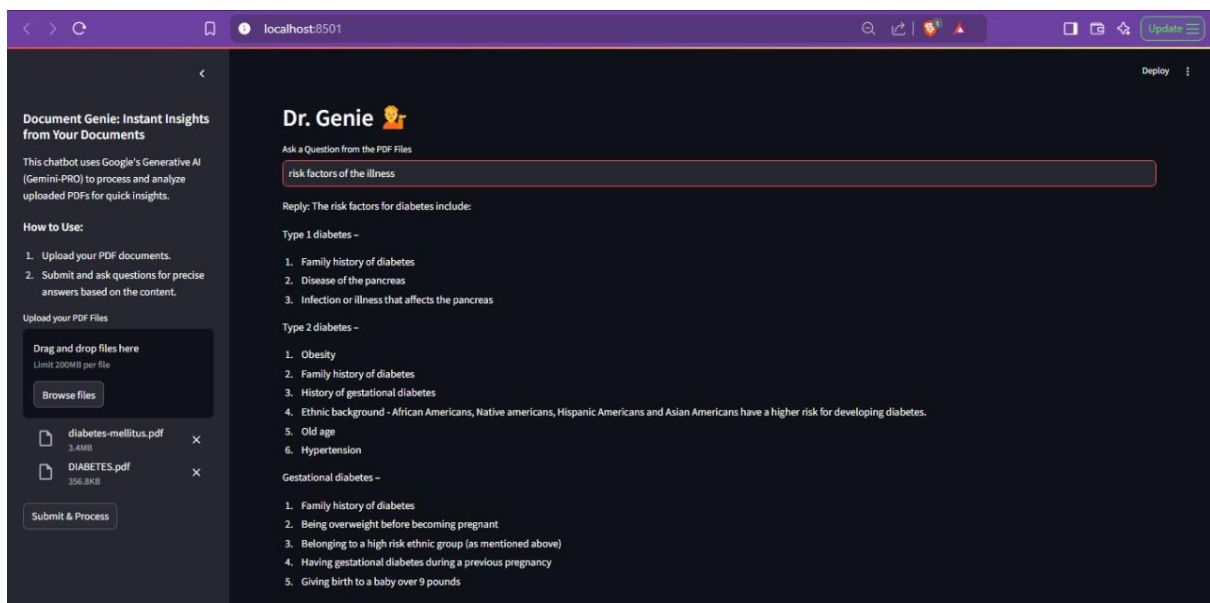 localhost:8501
Update
Deploy
Document Genie: Instant Insights
from Your Documents
This chatbot uses Google's Generative AI
(Gemini-PRO) to process and analyze
uploaded PDFs for quick insights.
How to Use:
1. Upload your PDF documents.
2. Submit and ask questions for precise
answers based on the content.
Upload your PDF Files
Drag and drop files here
Limit 200MB per file
Browse files
diabetes-mellitus.pdf
3.4MB
DIABETES.pdf
356.8KB
Submit & Process
Dr. Genie
Ask a Question from the PDF Files
risk factors of the illness
Reply: The risk factors for diabetes include:
Type 1 diabetes –
1. Family history of diabetes
2. Disease of the pancreas
3. Infection or illness that affects the pancreas
Type 2 diabetes –
1. Obesity
2. Family history of diabetes
3. History of gestational diabetes
4. Ethnic background - African Americans, Native americans, Hispanic Americans and Asian Americans have a higher risk for developing diabetes.
5. Old age
6. Hypertension
Gestational diabetes –
1. Family history of diabetes
2. Being overweight before becoming pregnant
3. Belonging to a high risk ethnic group (as mentioned above)
4. Having gestational diabetes during a previous pregnancy
5. Giving birth to a baby over 9 pounds